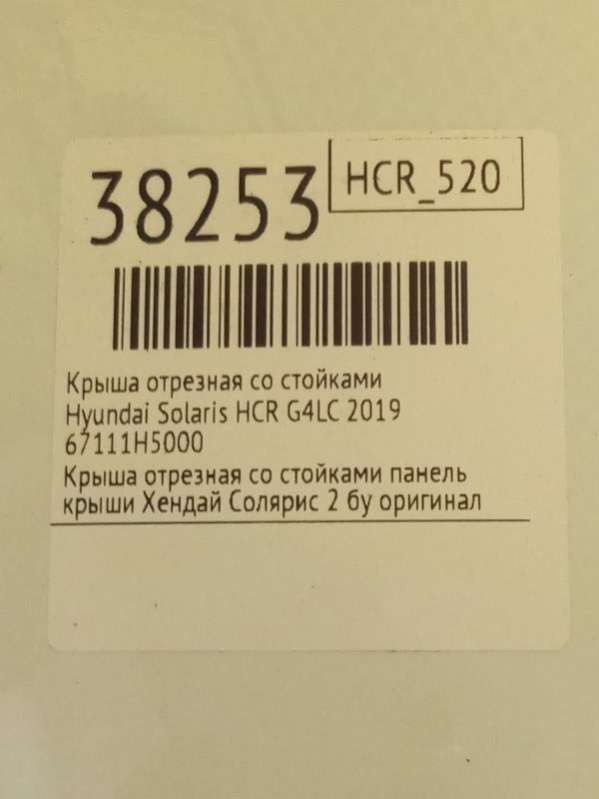 38253
HCR_520
Крыша отрезная со стойками
Hyundai Solaris HCR G4LC 2019
67111H5000
Крыша отрезная со стойками панель
крыши Хендай Солярис 2 бу оригинал